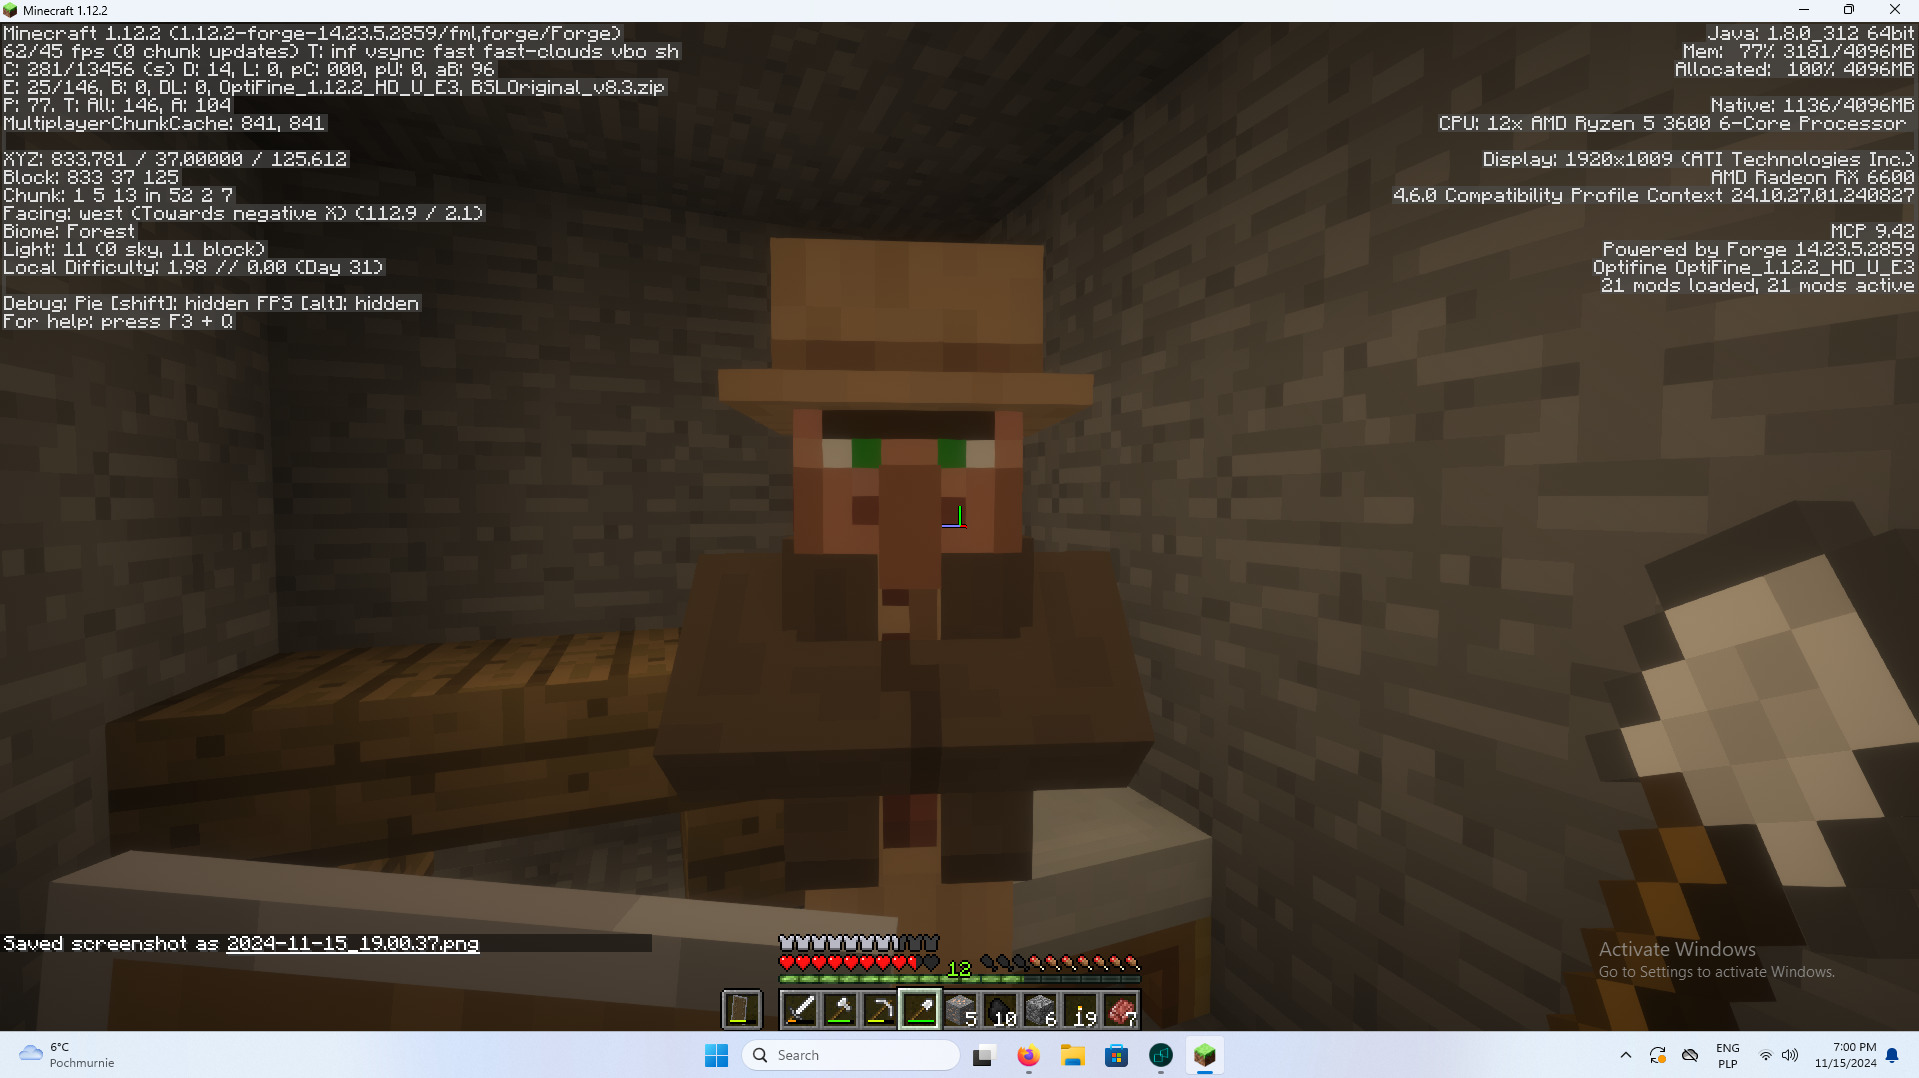 Minecraft 1.12.2
Minecraft 1.12.2 (1.12.2-forge-14.23.5.2859/fml,forge/Forge)
62/45 fps (0 chunk updates) T: inf vsync fast fast-clouds vbo sh
C: 281/13456 (s) D: 14, L: 0, pC: 000, pU: 0, aB: 96
E: 25/146, B: 0, DL: 0, OptiFine_1.12.2_HD_U_E3, BSLOriginal_v8.3.zip
P: 77. T: All: 146, A: 104
MultiplayerChunkCache: 841, 841
XYZ: 833.781 / 37.00000 / 125.612
Block: 833 37 125
Chunk: 1 5 13 in 52 2 7
Facing: west (Towards negative X) (112.9 / 2.1)
Biome: Forest
Light: 11 (0 sky, 11 block)
Local Difficulty: 1.98 // 0.00 (Day 31)
Debug: Pie [shift]: hidden FPS [alt]: hidden
For help: press F3 + Q
Java: 1.8.0_312 64bit
Mem: 77% 3181/4096MB
Allocated: 100% 4096MB
Native: 1136/4096MB
CPU: 12x AMD Ryzen 5 3600 6-Core Processor
Display: 1920x1009 (ATI Technologies Inc.)
AMD Radeon RX 6600
4.6.0 Compatibility Profile Context 24.10.27.01.240827
MCP 9.42
Powered by Forge 14.23.5.2859
Optifine OptiFine_1.12.2_HD_U_E3
21 mods loaded, 21 mods active
Saved screenshot as 2024-11-15_19.00.37.png
Activate Windows
Go to Settings to activate Windows.
12
5 10 6 19 7
6°C
Pochmurnie
Search
ENG
PLP
7:00 PM
11/15/2024